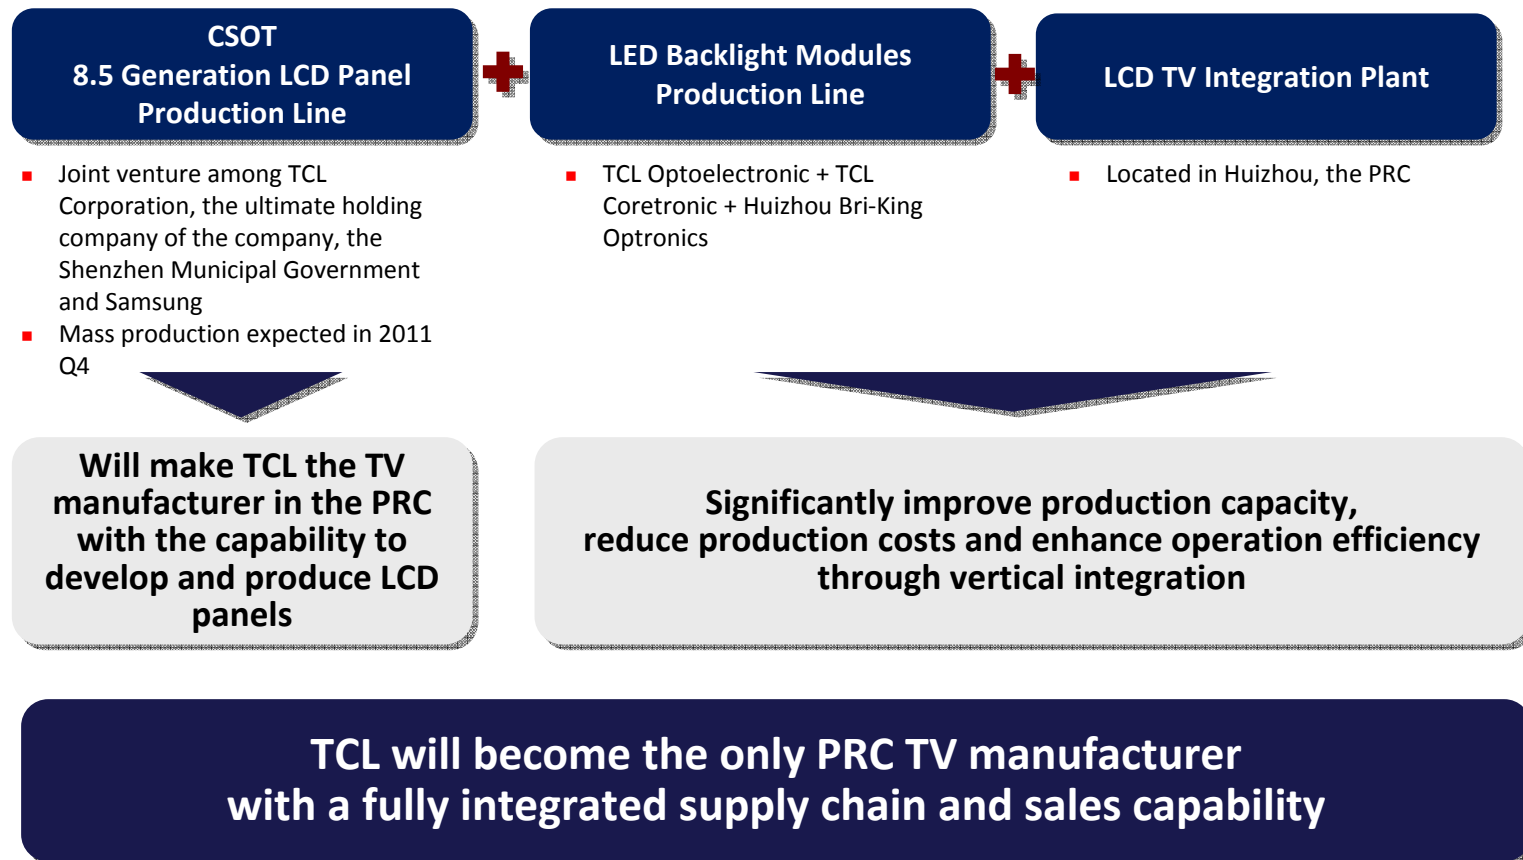 CSOT
8.5 Generation LCD Panel
Production Line
LED Backlight Modules
Production Line
LCD TV Integration Plant
Joint venture among TCL
Corporation, the ultimate holding
company of the company, the
Shenzhen Municipal Government
and Samsung
Mass production expected in 2011
Q4
TCL Optoelectronic + TCL
Coretronic + Huizhou Bri-King
Optronics
Located in Huizhou, the PRC
Will make TCL the TV
manufacturer in the PRC
with the capability to
develop and produce LCD
panels
Significantly improve production capacity,
reduce production costs and enhance operation efficiency
through vertical integration
TCL will become the only PRC TV manufacturer
with a fully integrated supply chain and sales capability